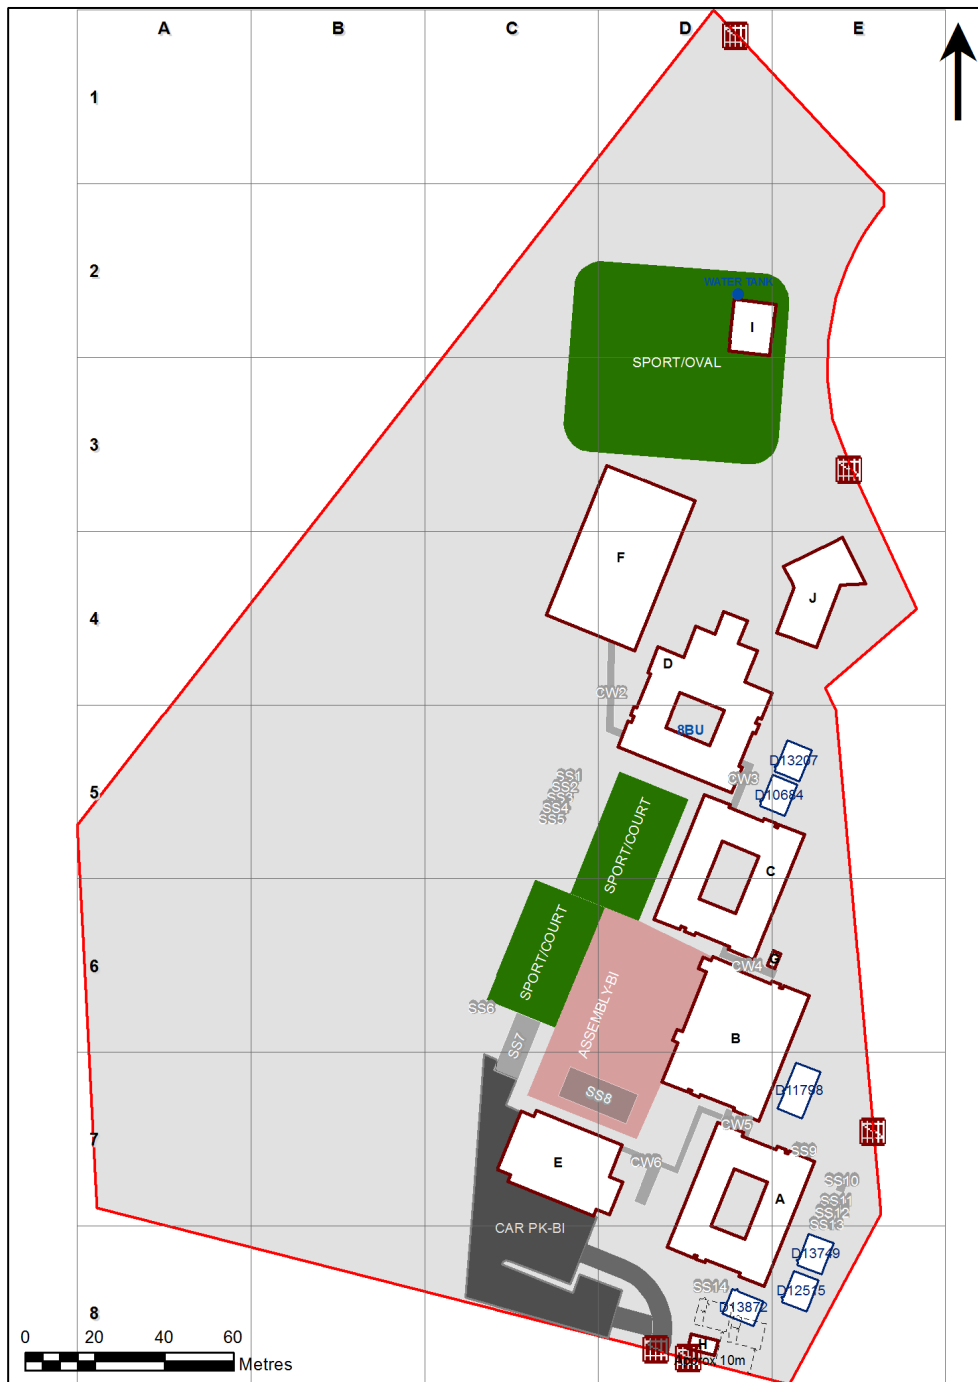 A B C D E
1
2
WATER TANK
I
SPORT/OVAL
3
F
J
4
D
CW2
8BU
D13207
CW3
5
SS1
SS2
SS3
SS4
SS5
D10684
SPORT/COURT
C
SPORT/COURT
G
CW4
6
ASSEMBLY-BI
SS6
B
SS7
D11798
SS8
CW5
7
SS9
E
CW6
SS10
A
SS11
SS12
SS13
CAR PK-BI
D13749
SS14
D12515
D13872
8
H
Approx 10m
0 20 40 60
Metres